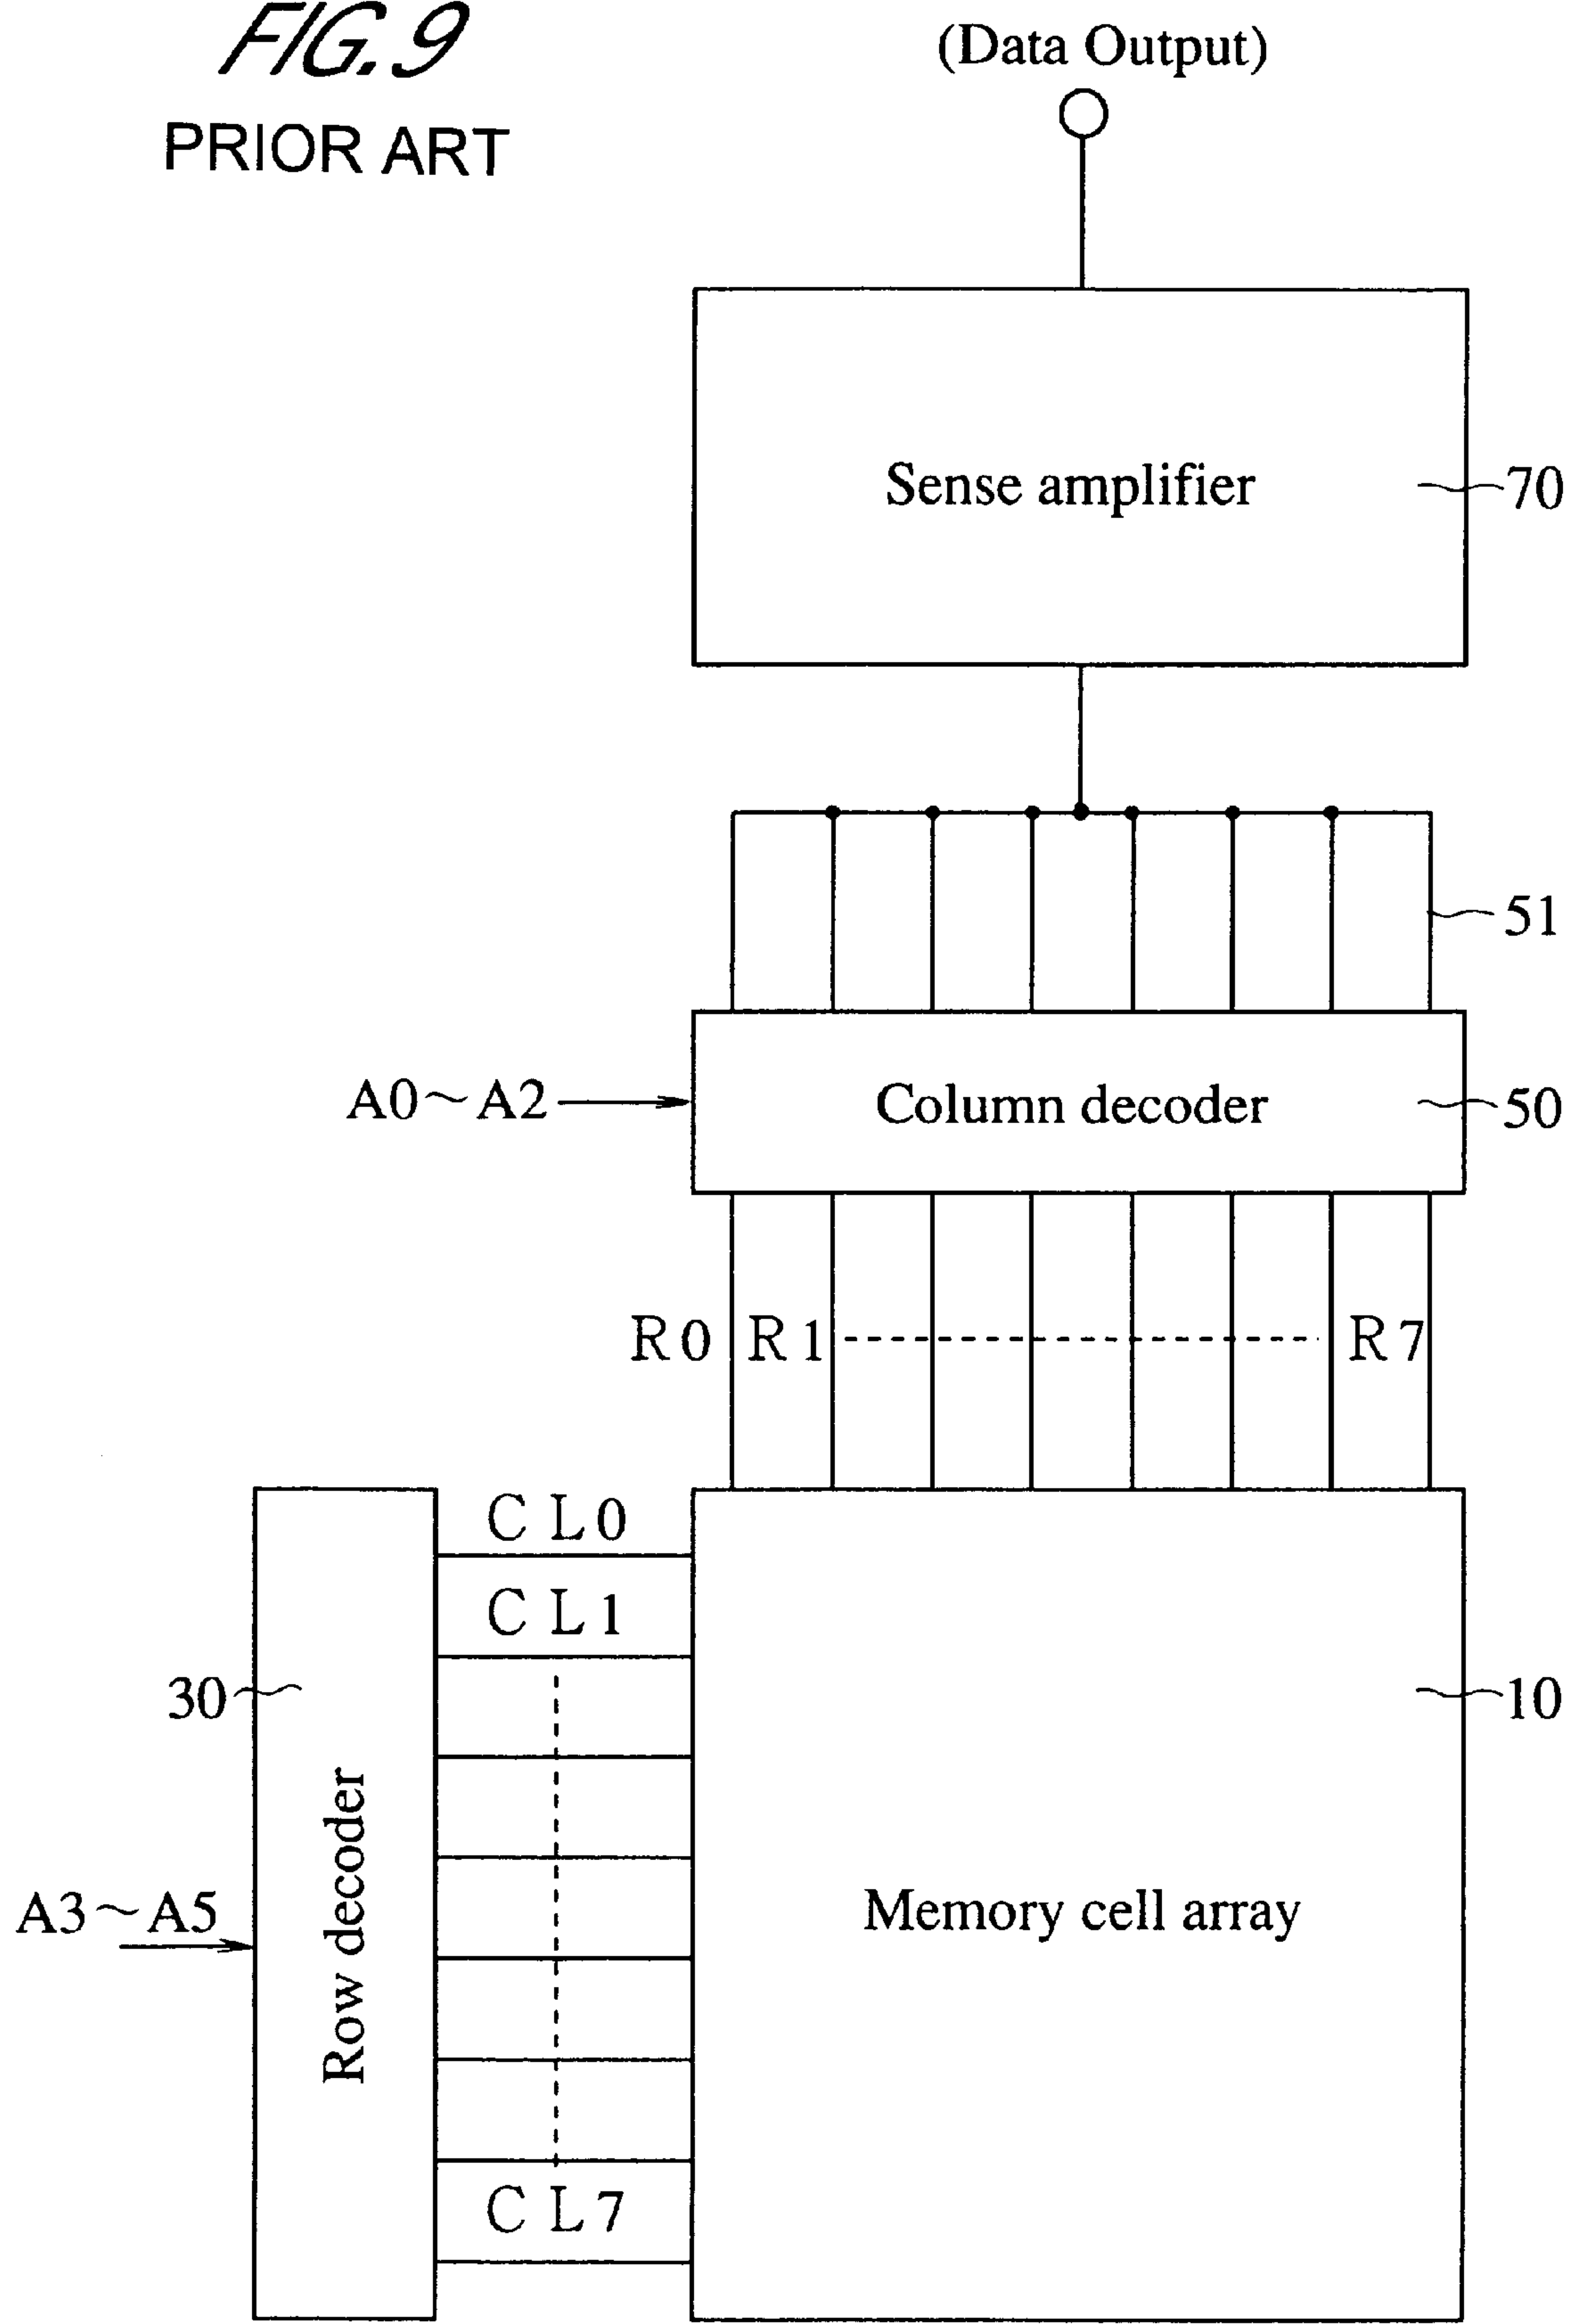 FIG. 9
PRIOR ART
(Data Output)
Sense amplifier
70
51
A0~A2
Column decoder
50
R0 R1 R7
CL0
CL1
30
10
Row decoder
A3~A5
Memory cell array
CL7